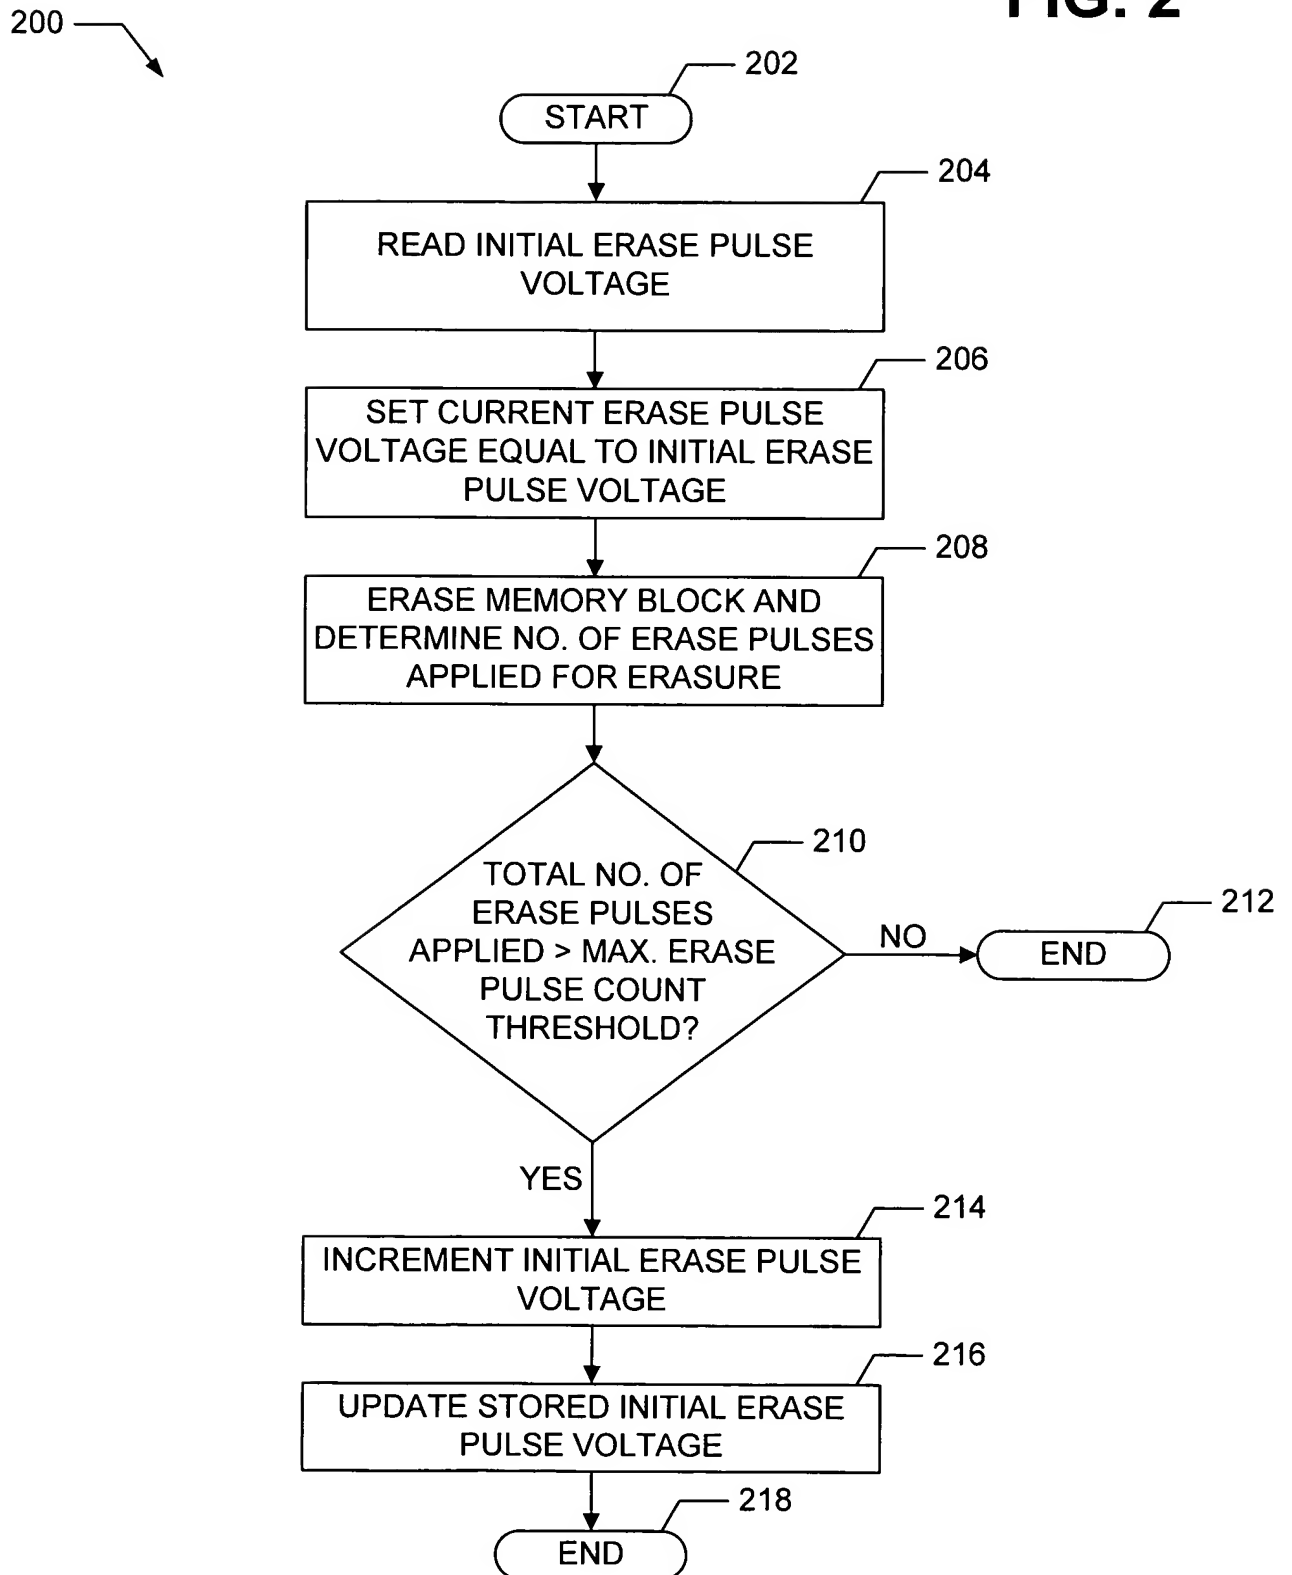 FIG. 2
200
202
START
204
READ INITIAL ERASE PULSE
VOLTAGE
206
SET CURRENT ERASE PULSE
VOLTAGE EQUAL TO INITIAL ERASE
PULSE VOLTAGE
208
ERASE MEMORY BLOCK AND
DETERMINE NO. OF ERASE PULSES
APPLIED FOR ERASURE
210
TOTAL NO. OF
ERASE PULSES
APPLIED > MAX. ERASE
PULSE COUNT
THRESHOLD?
NO
212
END
YES
214
INCREMENT INITIAL ERASE PULSE
VOLTAGE
216
UPDATE STORED INITIAL ERASE
PULSE VOLTAGE
218
END